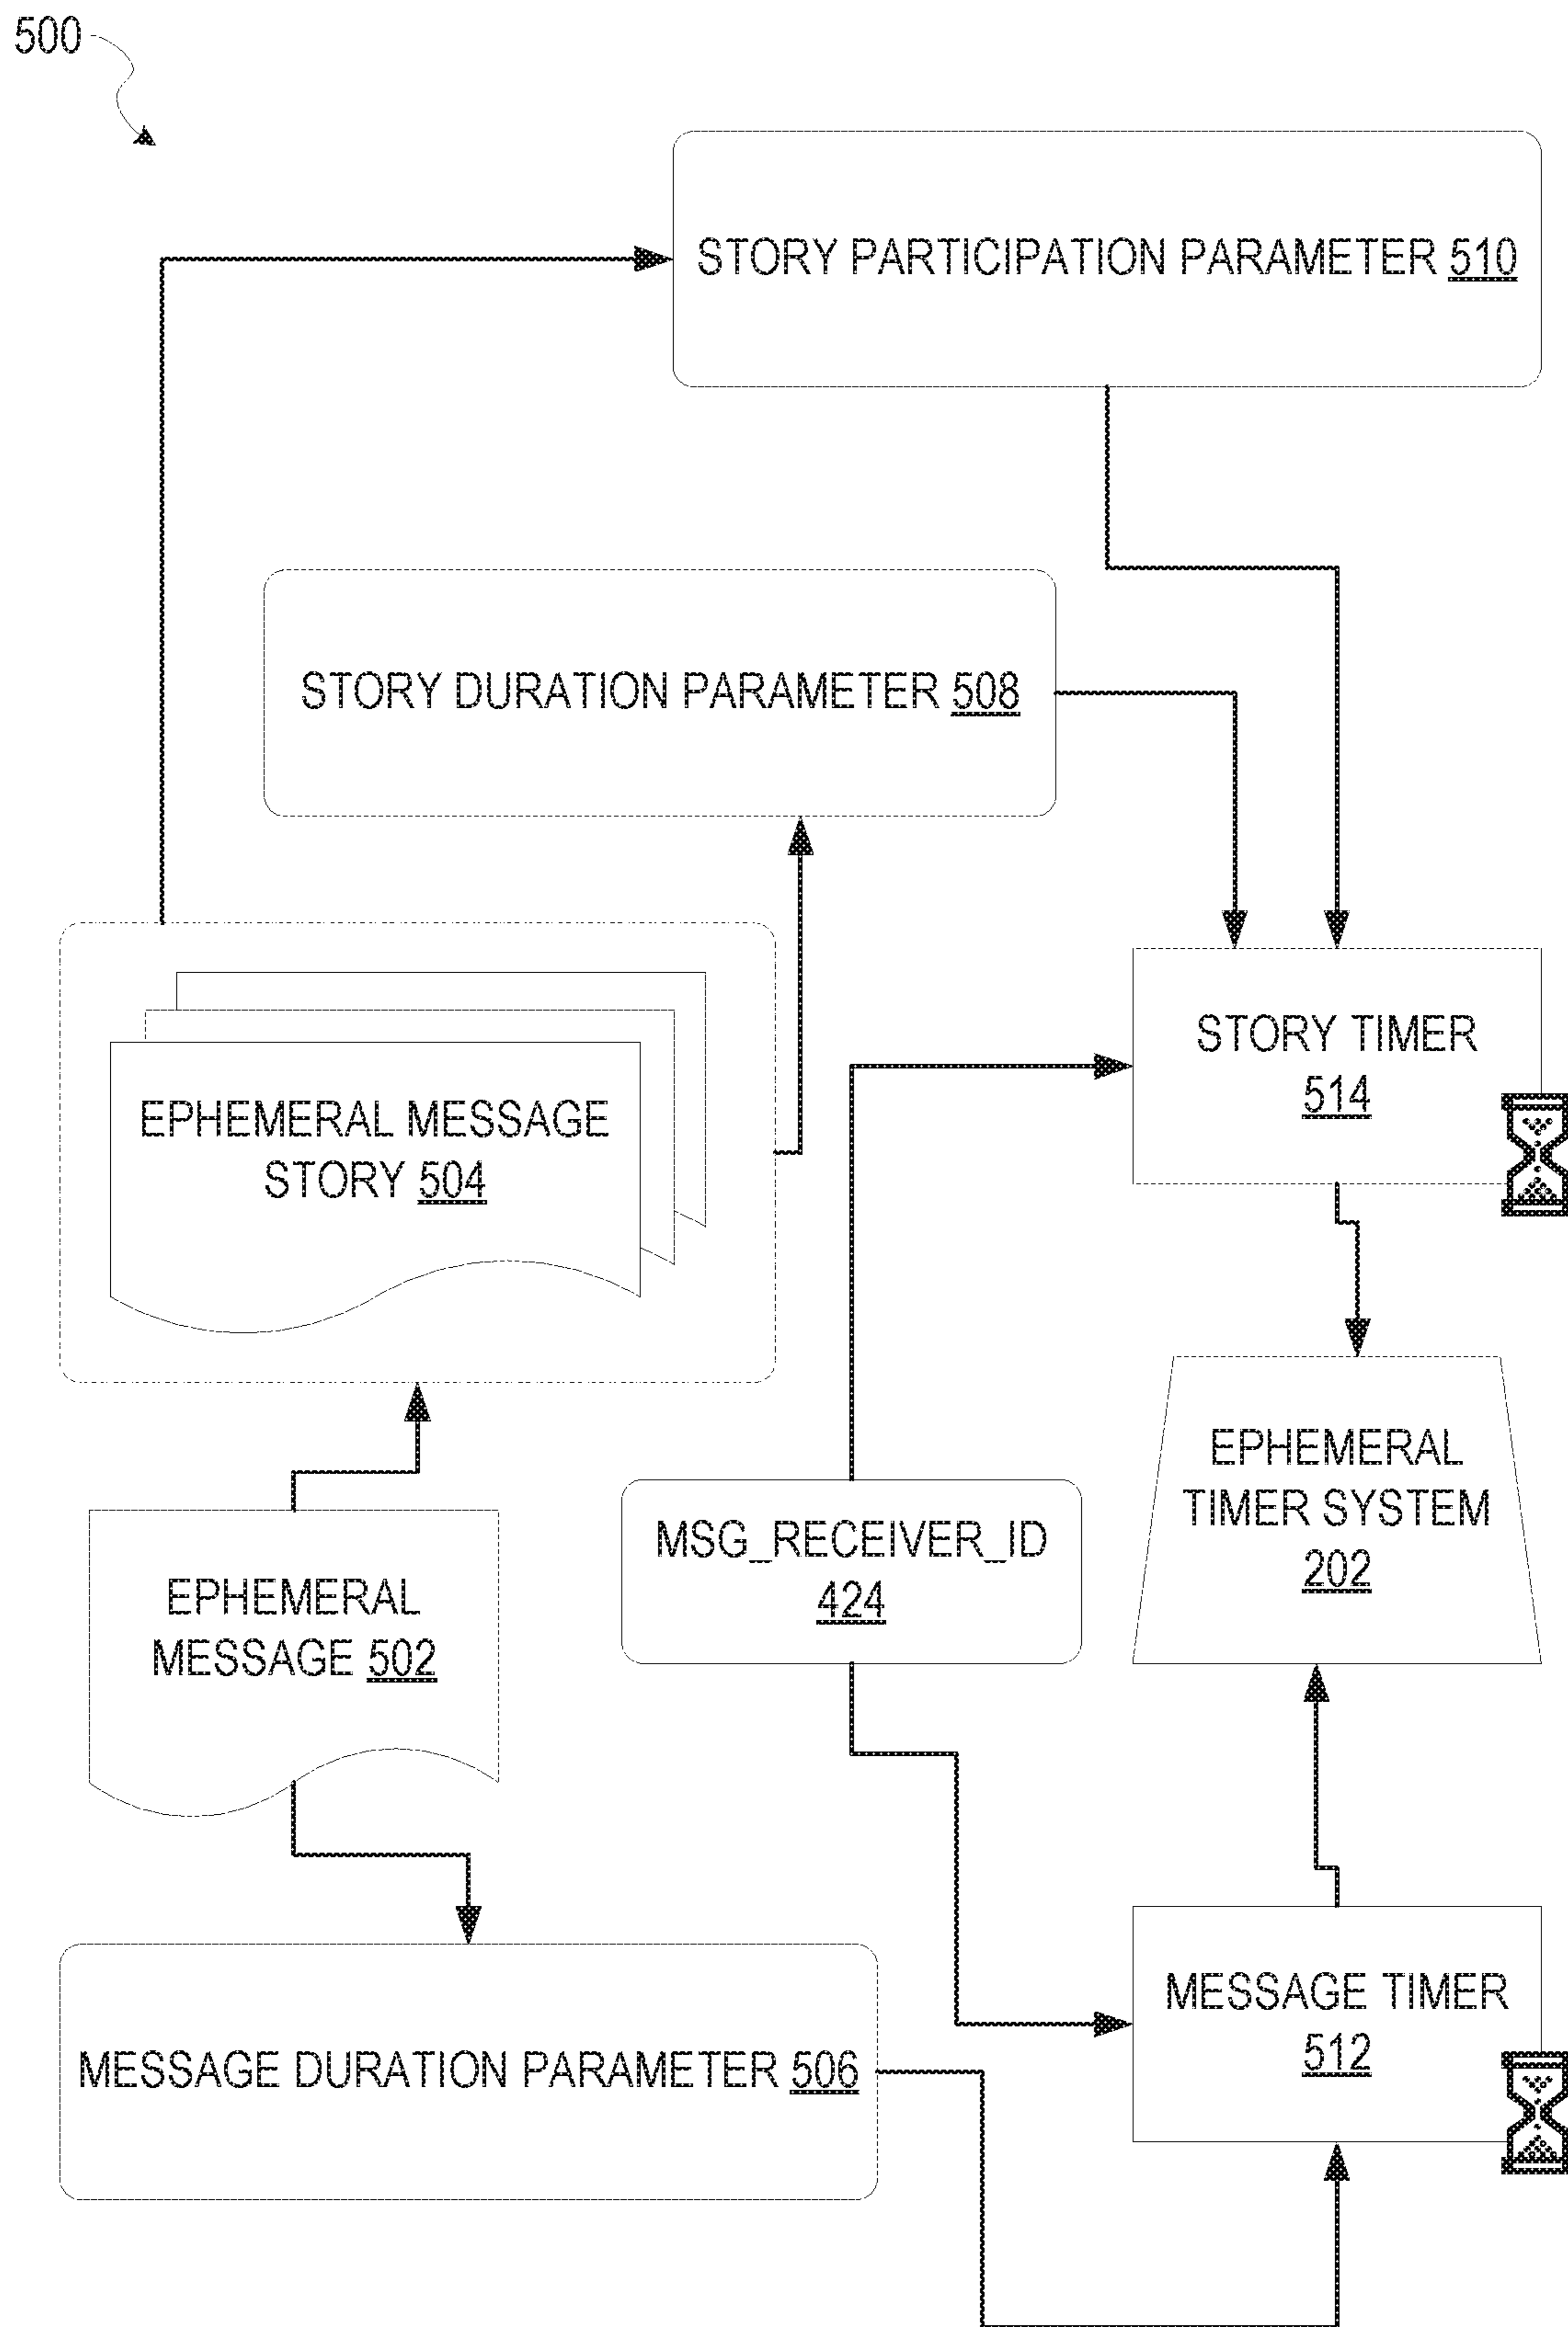 500
STORY PARTICIPATION PARAMETER 510
STORY DURATION PARAMETER 508
EPHEMERAL MESSAGE
STORY 504
STORY TIMER
514
EPHEMERAL
TIMER SYSTEM
202
MSG_RECEIVER_ID
424
EPHEMERAL
MESSAGE 502
MESSAGE TIMER
512
MESSAGE DURATION PARAMETER 506